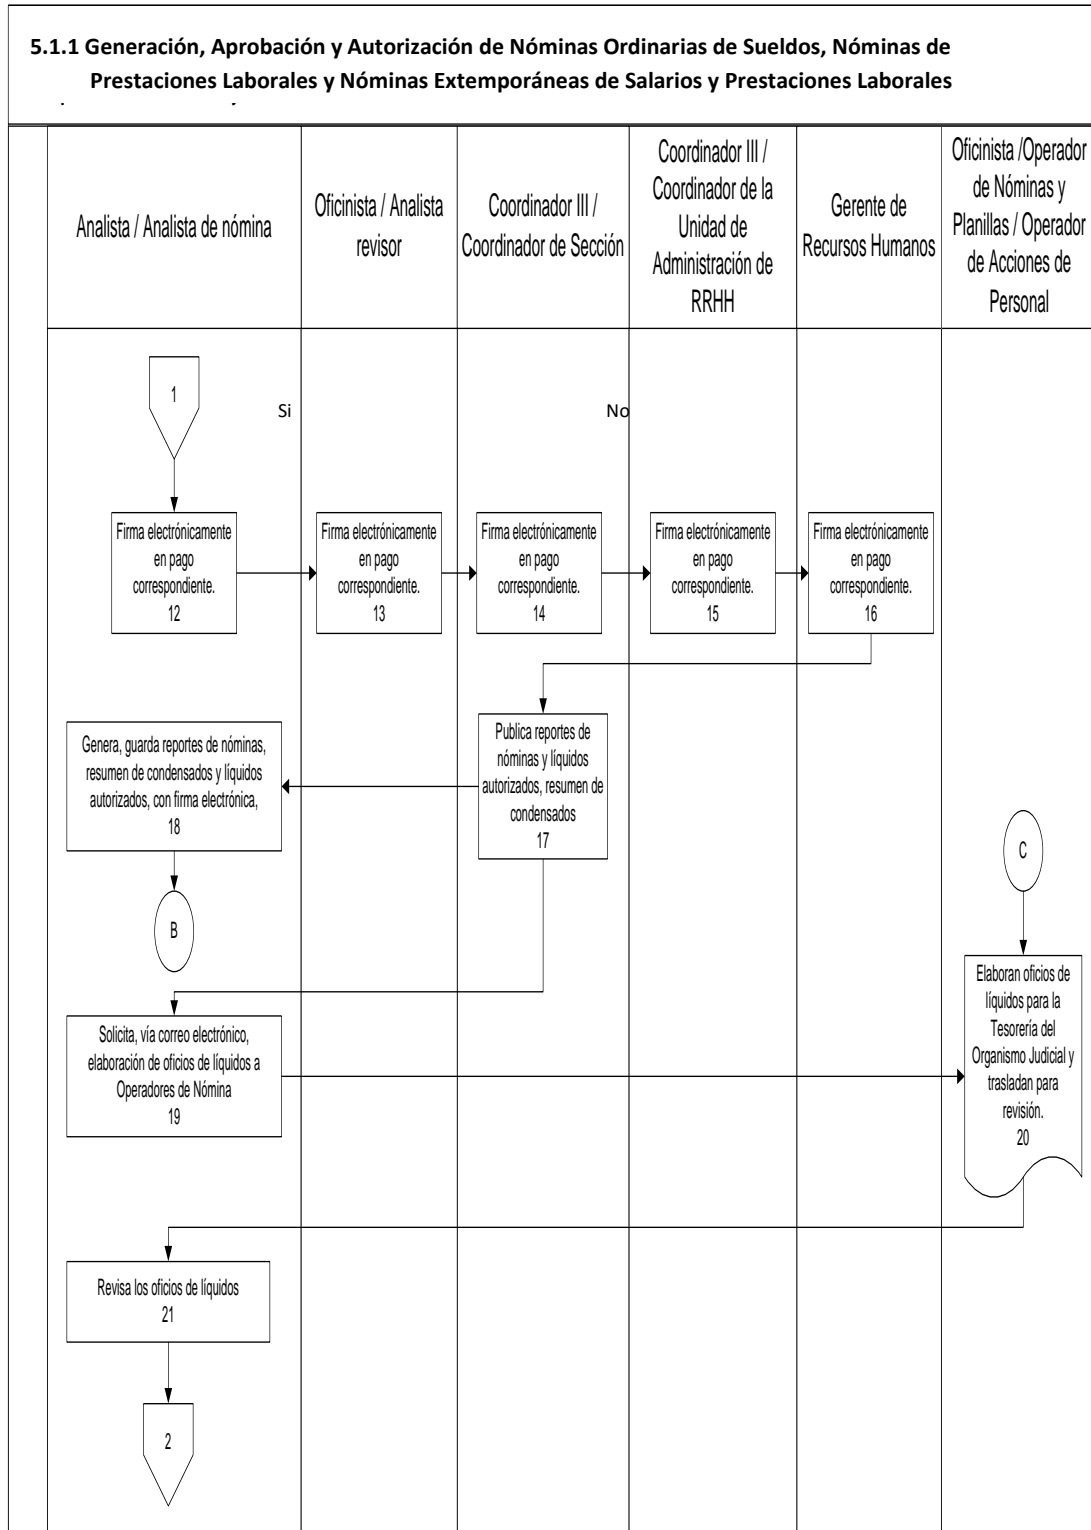 5.1.1 Generación, Aprobación y Autorización de Nóminas Ordinarias de Sueldos, Nóminas de
Prestaciones Laborales y Nóminas Extemporáneas de Salarios y Prestaciones Laborales
Analista / Analista de nómina
Oficinista / Analista
revisor
Coordinador III /
Coordinador de Sección
Coordinador III /
Coordinador de la
Unidad de
Administración de
RRHH
Gerente de
Recursos Humanos
Oficinista /Operador
de Nóminas y
Planillas / Operador
de Acciones de
Personal
1
Si
No
Firma electrónicamente
en pago
correspondiente.
12
Firma electrónicamente
en pago
correspondiente.
13
Firma electrónicamente
en pago
correspondiente.
14
Firma electrónicamente
en pago
correspondiente.
15
Firma electrónicamente
en pago
correspondiente.
16
Publica reportes de
nóminas y líquidos
autorizados, resumen de
condensados
17
Genera, guarda reportes de nóminas,
resumen de condensados y líquidos
autorizados, con firma electrónica,
18
B
C
Solicita, vía correo electrónico,
elaboración de oficios de líquidos a
Operadores de Nómina
19
Elaboran oficios de
líquidos para la
Tesorería del
Organismo Judicial y
trasladan para
revisión.
20
Revisa los oficios de líquidos
21
2